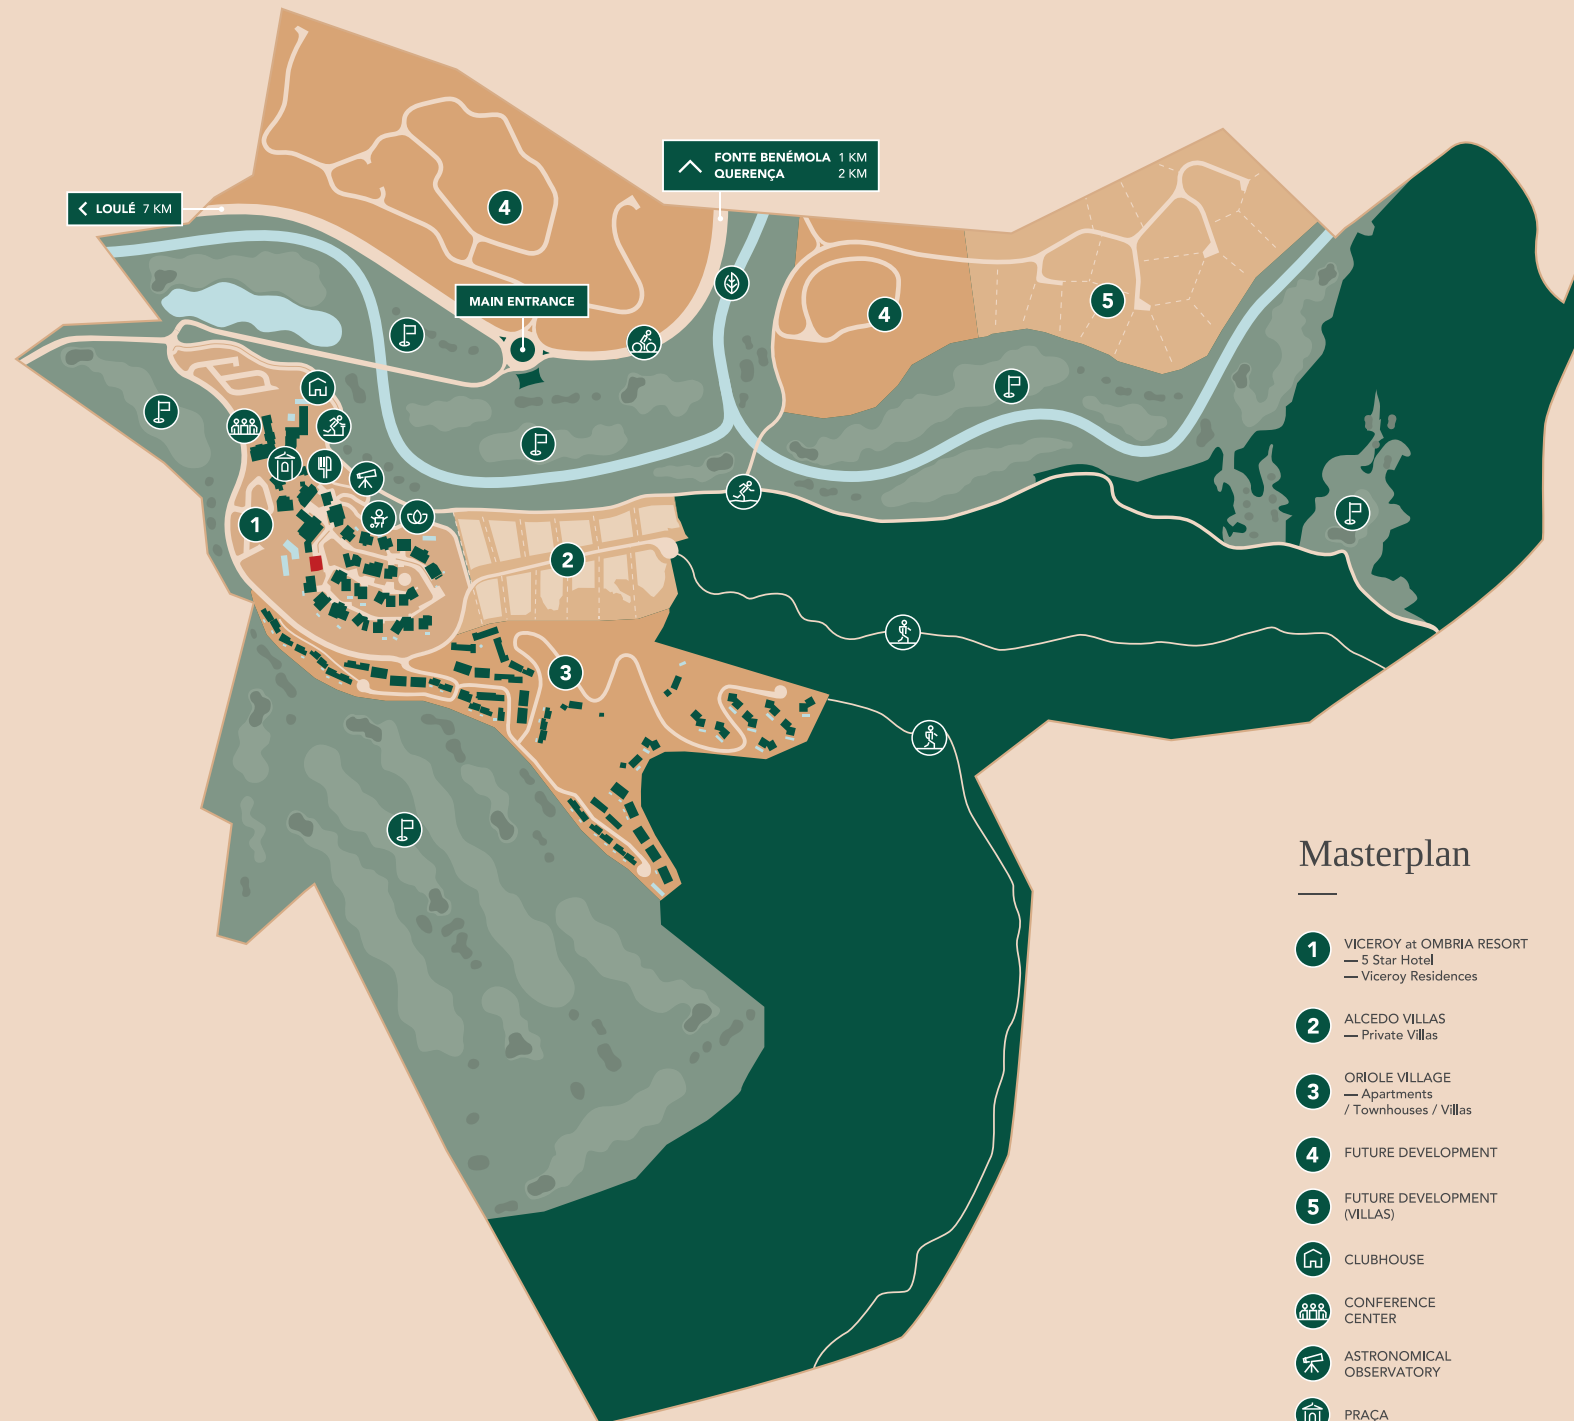 FONTE BENÉMOLA 1 KM
QUERENÇA 2 KM
LOULÉ 7 KM
4
MAIN ENTRANCE
4
5
1
2
3
Masterplan
1 VICEROY at OMBRIA RESORT
— 5 Star Hotel
— Viceroy Residences
2 ALCEDO VILLAS
— Private Villas
3 ORIOLE VILLAGE
— Apartments
/ Townhouses / Villas
4 FUTURE DEVELOPMENT
5 FUTURE DEVELOPMENT
(VILLAS)
CLUBHOUSE
CONFERENCE
CENTER
ASTRONOMICAL
OBSERVATORY
PRAÇA